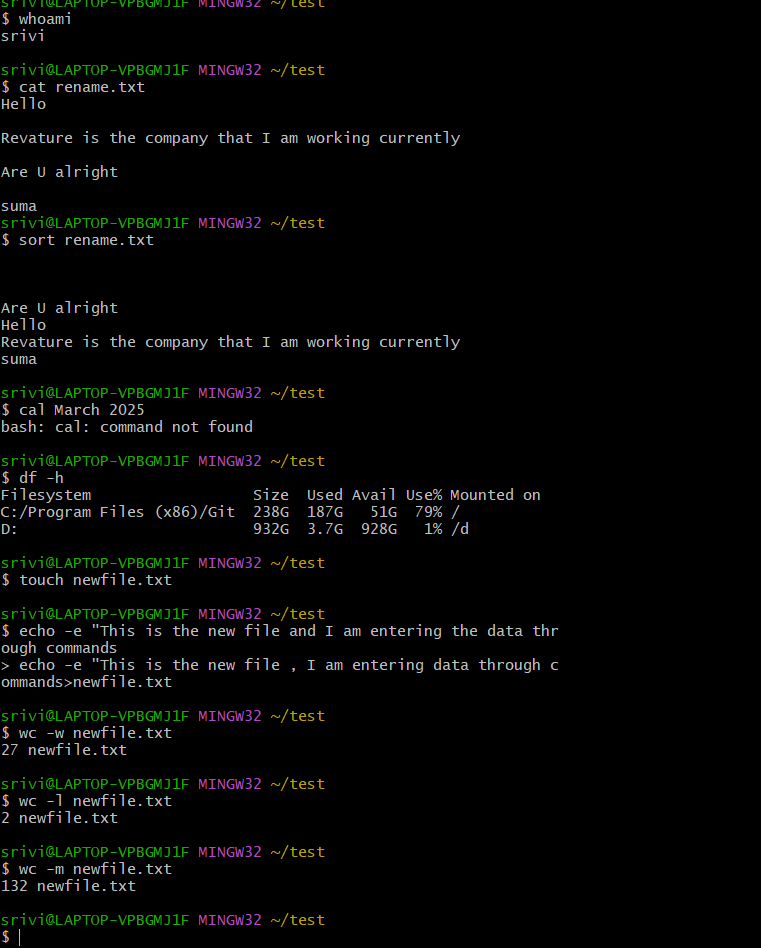 srivi@LAPTOP-VPBGMJ1F MINGW32 ~/test
$ whoami
srivi
srivi@LAPTOP-VPBGMJ1F MINGW32 ~/test
$ cat rename.txt
Hello
Revature is the company that I am working currently
Are U alright
suma
srivi@LAPTOP-VPBGMJ1F MINGW32 ~/test
$ sort rename.txt
Are U alright
Hello
Revature is the company that I am working currently
suma
srivi@LAPTOP-VPBGMJ1F MINGW32 ~/test
$ cal March 2025
bash: cal: command not found
srivi@LAPTOP-VPBGMJ1F MINGW32 ~/test
$ df -h
Filesystem Size Used Avail Use% Mounted on
C:/Program Files (x86)/Git 238G 187G 51G 79% /
D: 932G 3.7G 928G 1% /d
srivi@LAPTOP-VPBGMJ1F MINGW32 ~/test
$ touch newfile.txt
srivi@LAPTOP-VPBGMJ1F MINGW32 ~/test
$ echo -e "This is the new file and I am entering the data thr
ough commands
> echo -e "This is the new file , I am entering data through c
ommands>newfile.txt
srivi@LAPTOP-VPBGMJ1F MINGW32 ~/test
$ wc -w newfile.txt
27 newfile.txt
srivi@LAPTOP-VPBGMJ1F MINGW32 ~/test
$ wc -l newfile.txt
2 newfile.txt
srivi@LAPTOP-VPBGMJ1F MINGW32 ~/test
$ wc -m newfile.txt
132 newfile.txt
srivi@LAPTOP-VPBGMJ1F MINGW32 ~/test
$